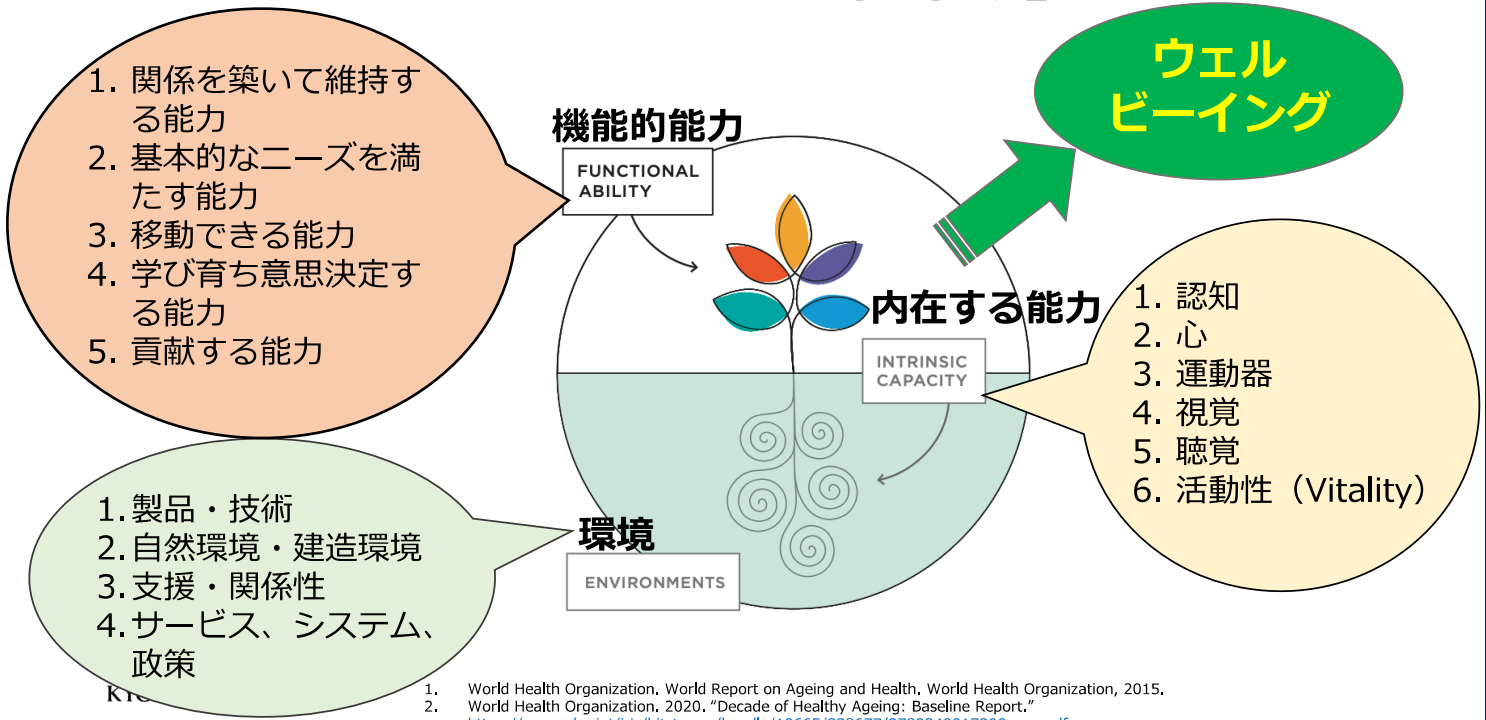 ウェル
ビーイング
1. 関係を築いて維持す
る能力
2. 基本的なニーズを満
たす能力
3. 移動できる能力
4. 学び育ち意思決定す
る能力
5. 貢献する能力
機能的能力
FUNCTIONAL
ABILITY
内在する能力
INTRINSIC
CAPACITY
1. 認知
2. 心
3. 運動器
4. 視覚
5. 聴覚
6. 活動性（Vitality）
1.製品・技術
2.自然環境・建造環境
3.支援・関係性
4.サービス、システム、
政策
環境
ENVIRONMENTS
1. World Health Organization. World Report on Ageing and Health. World Health Organization, 2015.
2. World Health Organization. 2020. “Decade of Healthy Ageing: Baseline Report.”